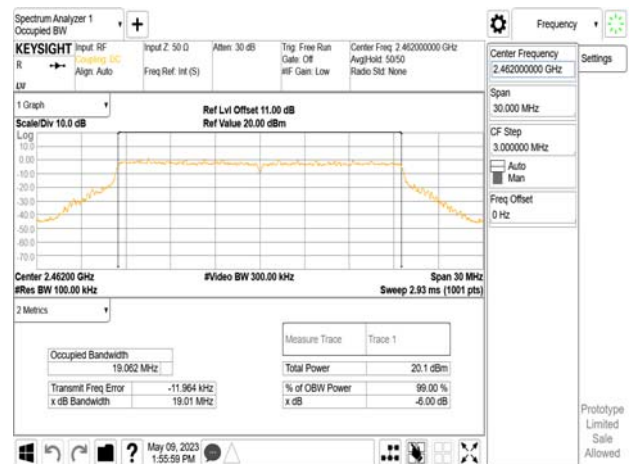 Spectrum Analyzer 1
Occupied BW
Frequency
KEYSIGHT
R
LM
Input: RF
Coupling: DC
Align: Auto
Input Z: 50 Ω
Freq Ref: Int (S)
Atten: 30 dB
Trig: Free Run
Gate: Off
#IF Gain: Low
Center Freq: 2.462000000 GHz
Avg|Hold: 50/50
Radio Std: None
Center Frequency
2.462000000 GHz
Settings
Span
30.000 MHz
CF Step
3.000000 MHz
Auto
Man
Freq Offset
0 Hz
1 Graph
Scale/Div 10.0 dB
Ref Lvl Offset 11.00 dB
Ref Value 20.00 dBm
Log
10.0
0.00
-10.0
-20.0
-30.0
-40.0
-50.0
-60.0
-70.0
Center 2.46200 GHz
#Res BW 100.00 kHz
#Video BW 300.00 kHz
Span 30 MHz
Sweep 2.93 ms (1001 pts)
2 Metrics
Measure Trace
Trace 1
Occupied Bandwidth
19.062 MHz
Total Power
20.1 dBm
Transmit Freq Error
-11.964 kHz
% of OBW Power
99.00 %
x dB Bandwidth
19.01 MHz
x dB
-6.00 dB
Prototype
Limited
Sale
Allowed
?
May 09, 2023
1:55:59 PM